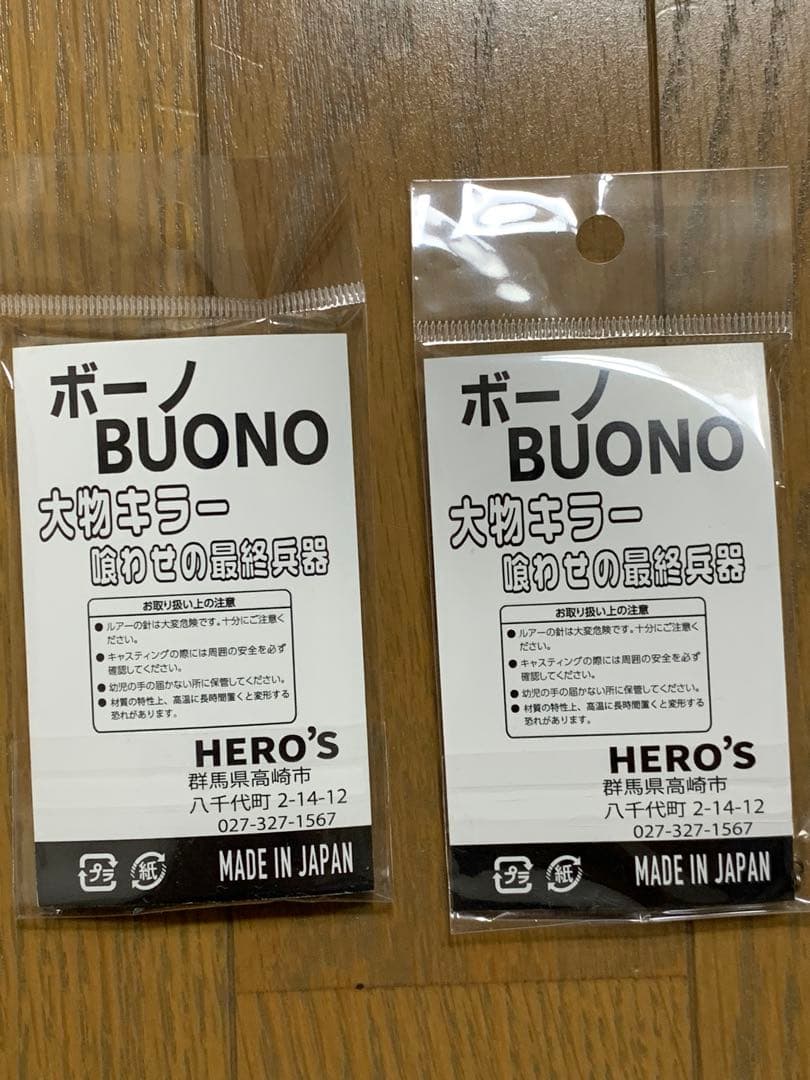 ボーノ
BUONO
大物キラー
喰わせの最終兵器
お取り扱い上の注意
● ルアーの針は大変危険です。十分にご注意く
ださい。
● キャスティングの際には周囲の安全を必ず
確認してください。
● 幼児の手の届かない所に保管してください。
● 材質の特性上、高温に長時間置くと変形する
恐れがあります。
HERO'S
群馬県高崎市
八千代町 2-14-12
027-327-1567
プラ 紙 MADE IN JAPAN
ボーノ
BUONO
大物キラー
喰わせの最終兵器
お取り扱い上の注意
● ルアーの針は大変危険です。十分にご注意く
ださい。
● キャスティングの際には周囲の安全を必ず
確認してください。
● 幼児の手の届かない所に保管してください。
● 材質の特性上、高温に長時間置くと変形する
恐れがあります。
HERO'S
群馬県高崎市
八千代町 2-14-12
027-327-1567
プラ 紙 MADE IN JAPAN